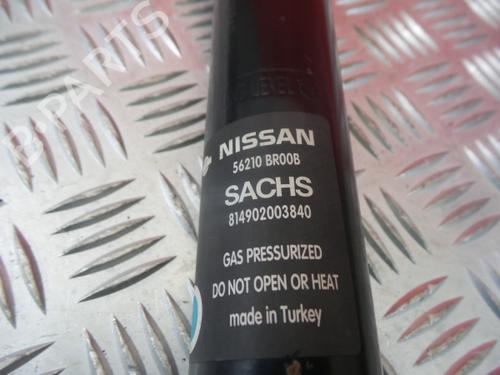 B-PARTS
NISSAN
56210 BR00B
SACHS
814902003840
GAS PRESSURIZED
DO NOT OPEN OR HEAT
made in Turkey